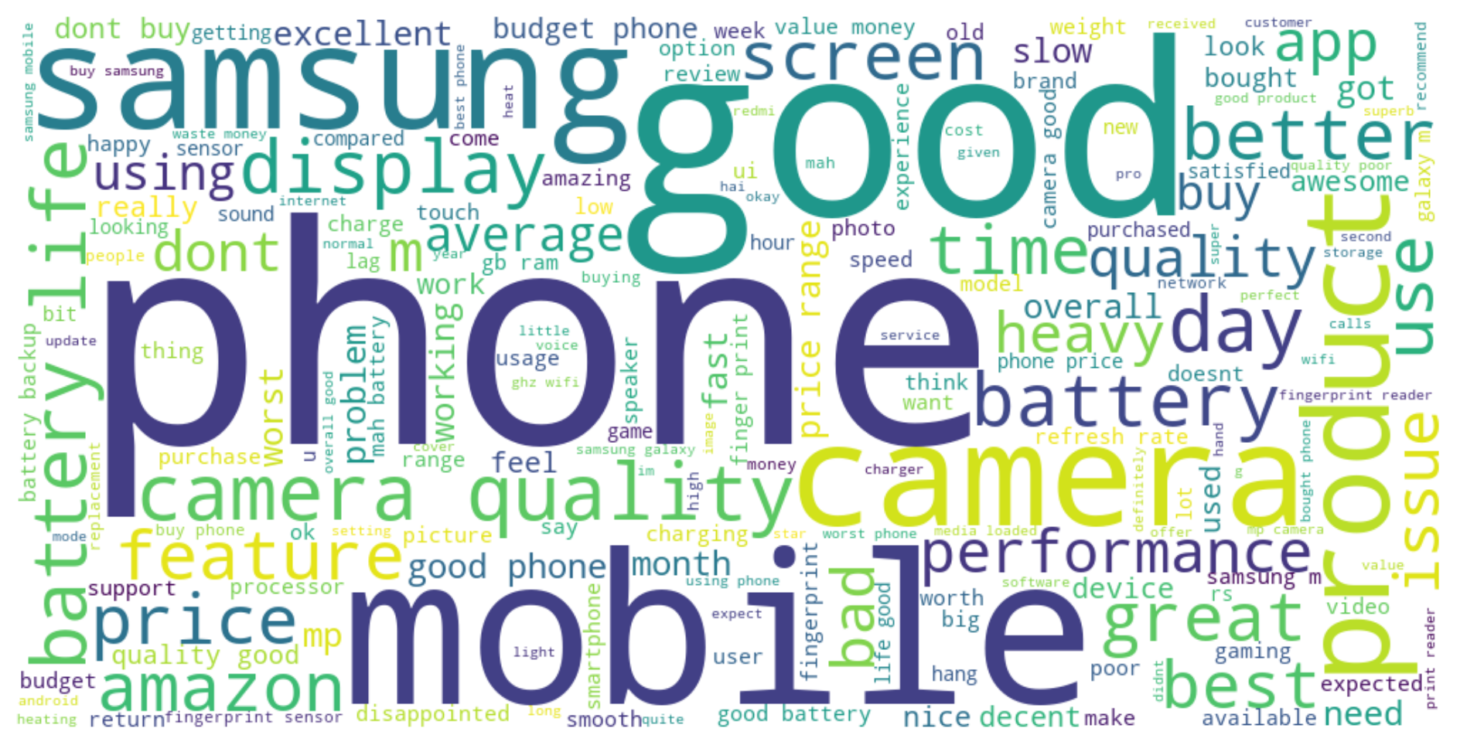 samsung mobile
dont buy
getting
excellent
budget phone
week
value money
old
weight
received
customer
recommend
buy samsung
samsung
best phone
heat
option
review
screen
slow
brand
look
bought
app
got
good product
superb
redmi
good
experience
cost
given
mah
pro
camera good
new
better
quality poor
happy
waste money
sensor
compared
come
using
display
amazing
ui
hai
okay
satisfied
awesome
galaxy m
battery life
really
sound
internet
touch
low
buy
looking
charge
normal
average
hour
photo
purchased
super
second
storage
people
dont
lag
m
year
gb ram
buying
speed
time
quality
network
product
use
work
price range
model
perfect
bit
overall
heavy
day
calls
battery backup
update
thing
phone
problem
mah battery
working
little
voice
usage
ghz wifi
speaker
fast
finger print
service
phone price
wifi
doesnt
think
want
battery
fingerprint reader
worst
overall good
cover
game
image
refresh rate
hand
bought phone
issue
purchase
u
range
feel
samsung galaxy
im
money
high
charger
camera
definitely
lot
used
g
replacement
camera quality
mode
buy phone
ok
setting
picture
say
charging
star
worst phone
media loaded
offer
mp camera
feature
good phone
month
performance
value
support
processor
using phone
fingerprint
bad
life good
software
device
samsung m
rs
video
price
mp
smartphone
mobile
expect
worth
big
great
print reader
quality good
light
user
hang
poor
gaming
budget
amazon
didnt
best
expected
android
heating
return
fingerprint sensor
disappointed
long
smooth
quite
good battery
nice
decent
make
available
need